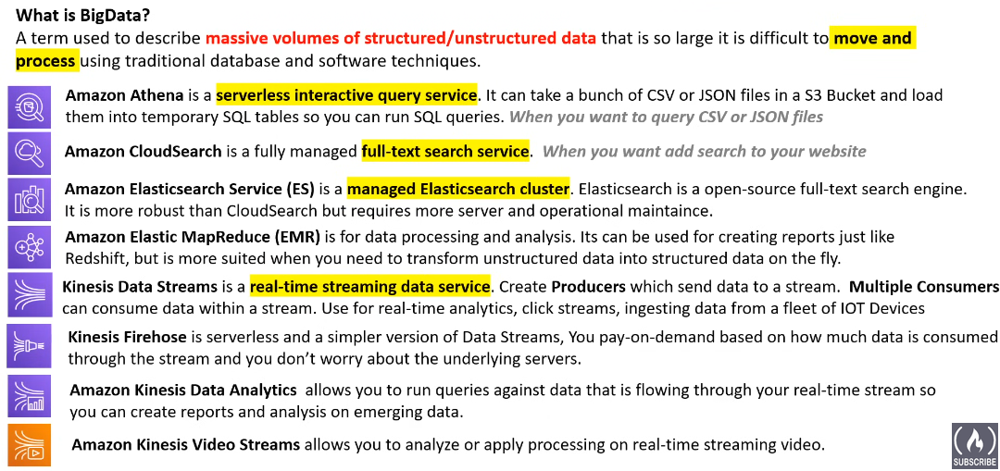 What is BigData?
A term used to describe massive volumes of structured/unstructured data that is so large it is difficult to move and
process using traditional database and software techniques.
Amazon Athena is a serverless interactive query service. It can take a bunch of CSV or JSON files in a S3 Bucket and load
them into temporary SQL tables so you can run SQL queries. When you want to query CSV or JSON files
Amazon CloudSearch is a fully managed full-text search service. When you want add search to your website
Amazon Elasticsearch Service (ES) is a managed Elasticsearch cluster. Elasticsearch is a open-source full-text search engine.
It is more robust than CloudSearch but requires more server and operational maintaince.
Amazon Elastic MapReduce (EMR) is for data processing and analysis. Its can be used for creating reports just like
Redshift, but is more suited when you need to transform unstructured data into structured data on the fly.
Kinesis Data Streams is a real-time streaming data service. Create Producers which send data to a stream. Multiple Consumers
can consume data within a stream. Use for real-time analytics, click streams, ingesting data from a fleet of IOT Devices
Kinesis Firehose is serverless and a simpler version of Data Streams, You pay-on-demand based on how much data is consumed
through the stream and you don't worry about the underlying servers.
Amazon Kinesis Data Analytics allows you to run queries against data that is flowing through your real-time stream so
you can create reports and analysis on emerging data.
Amazon Kinesis Video Streams allows you to analyze or apply processing on real-time streaming video.
SUBSCRIBE